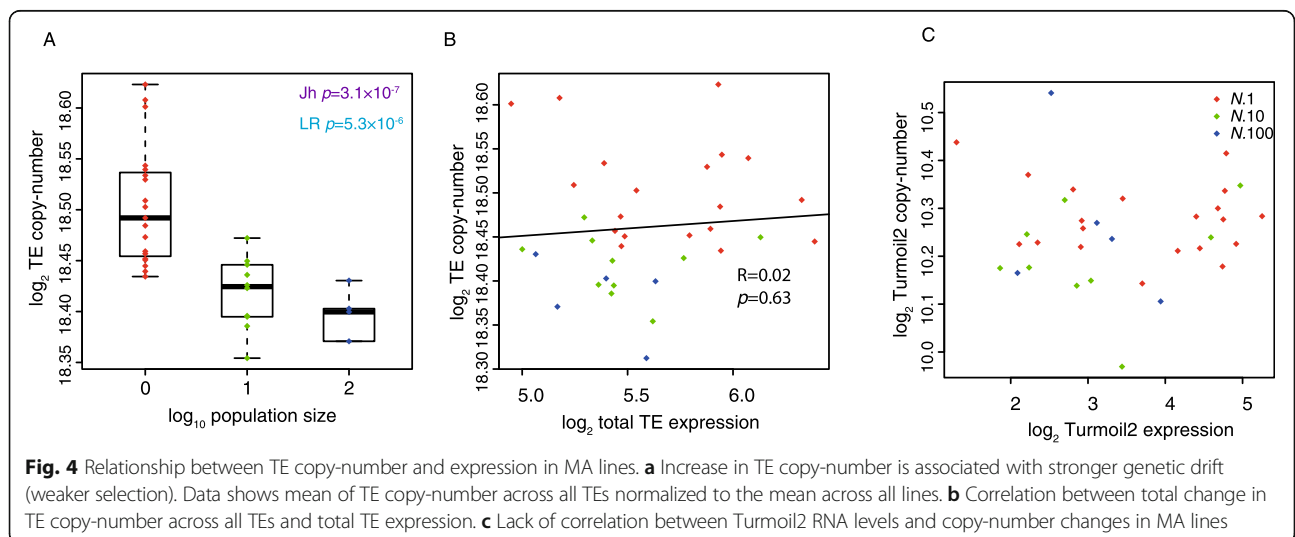 A
Jh p=3.1×10⁻⁷
LR p=5.3×10⁻⁶
log₂ TE copy-number
18.60
18.55
18.50
18.45
18.40
18.35
0 1 2
log₁₀ population size
B
log₂ TE copy-number
18.60
18.55
18.50
18.45
18.40
18.35
18.30
R=0.02
p=0.63
5.0 5.5 6.0
log₂ total TE expression
C
N.1
N.10
N.100
log₂ Turmoil2 copy-number
10.5
10.4
10.3
10.2
10.1
10.0
2 3 4 5
log₂ Turmoil2 expression
Fig. 4 Relationship between TE copy-number and expression in MA lines. a Increase in TE copy-number is associated with stronger genetic drift
(weaker selection). Data shows mean of TE copy-number across all TEs normalized to the mean across all lines. b Correlation between total change in
TE copy-number across all TEs and total TE expression. c Lack of correlation between Turmoil2 RNA levels and copy-number changes in MA lines